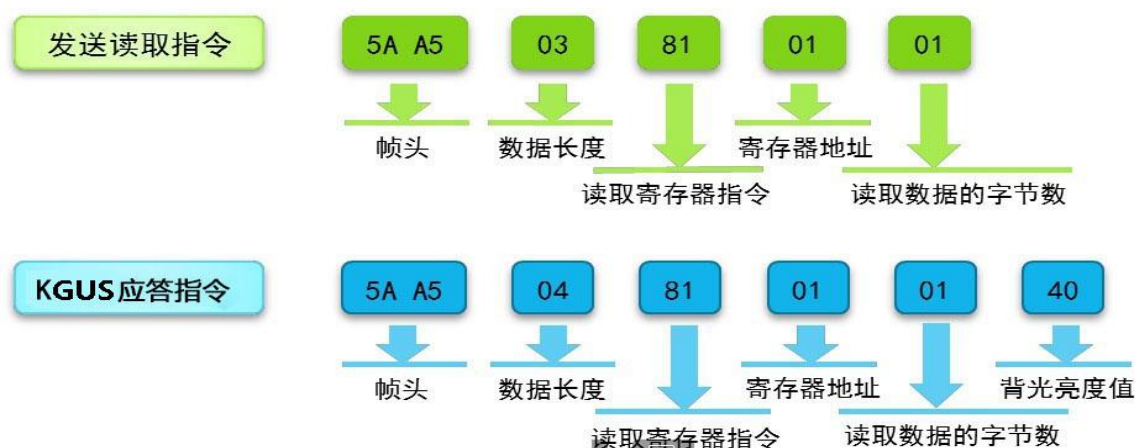 发送读取指令 5A A5 03 81 01 01
帧头 数据长度 寄存器地址
读取寄存器指令 读取数据的字节数
KGUS应答指令 5A A5 04 81 01 01 40
帧头 数据长度 寄存器地址 背光亮度值
读取寄存器指令 读取数据的字节数